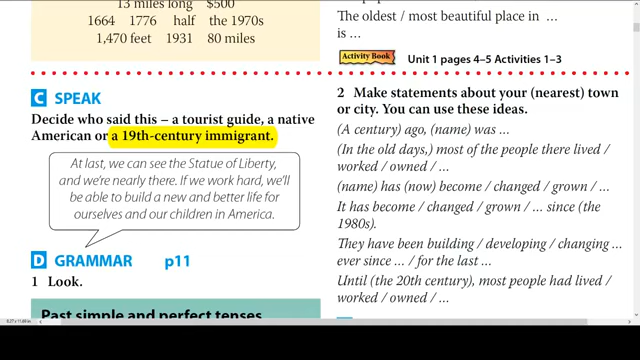 13 miles long $500
1664 1776 half the 1970s
1,470 feet 1931 80 miles
C SPEAK
Decide who said this – a tourist guide, a native
American or a 19th-century immigrant.
At last, we can see the Statue of Liberty,
and we're nearly there. If we work hard, we'll
be able to build a new and better life for
ourselves and our children in America.
D GRAMMAR p11
1 Look.
Past simple and perfect tenses
The oldest / most beautiful place in …
is …
Activity Book Unit 1 pages 4–5 Activities 1–3
2 Make statements about your (nearest) town
or city. You can use these ideas.
(A century) ago, (name) was …
(In the old days,) most of the people there lived /
worked / owned / …
(name) has (now) become / changed / grown / …
It has become / changed / grown / … since (the
1980s).
They have been building / developing / changing …
ever since … / for the last …
Until (the 20th century), most people had lived /
worked / owned / …